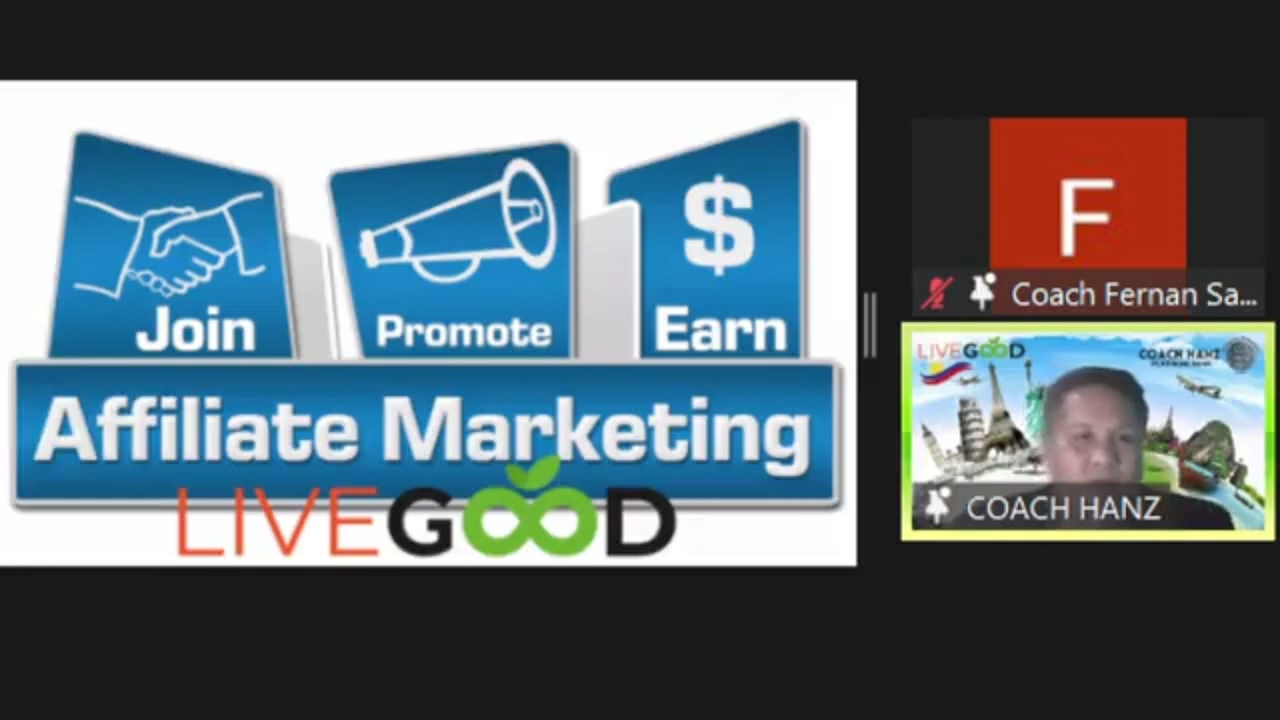 $
Join
Promote
Earn
Affiliate Marketing
LIVEGOOD
F
Coach Fernan Sa...
LIVEGOOD
COACH HANZ
COACH HANZ